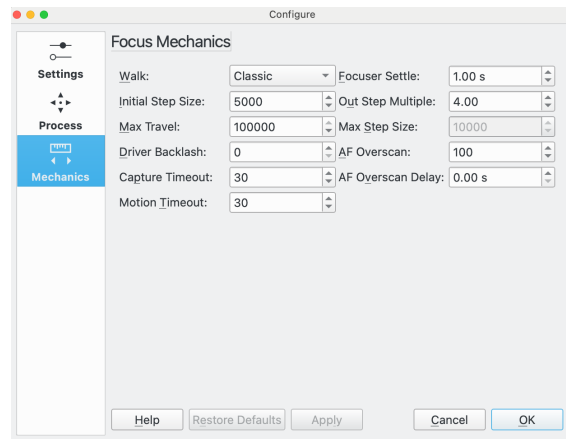 Configure
Focus Mechanics
Settings
Process
Mechanics
Walk: Classic Focuser Settle: 1.00 s
Initial Step Size: 5000 Out Step Multiple: 4.00
Max Travel: 100000 Max Step Size: 10000
Driver Backlash: 0 AF Overscan: 100
Capture Timeout: 30 AF Overscan Delay: 0.00 s
Motion Timeout: 30
Help Restore Defaults Apply Cancel OK